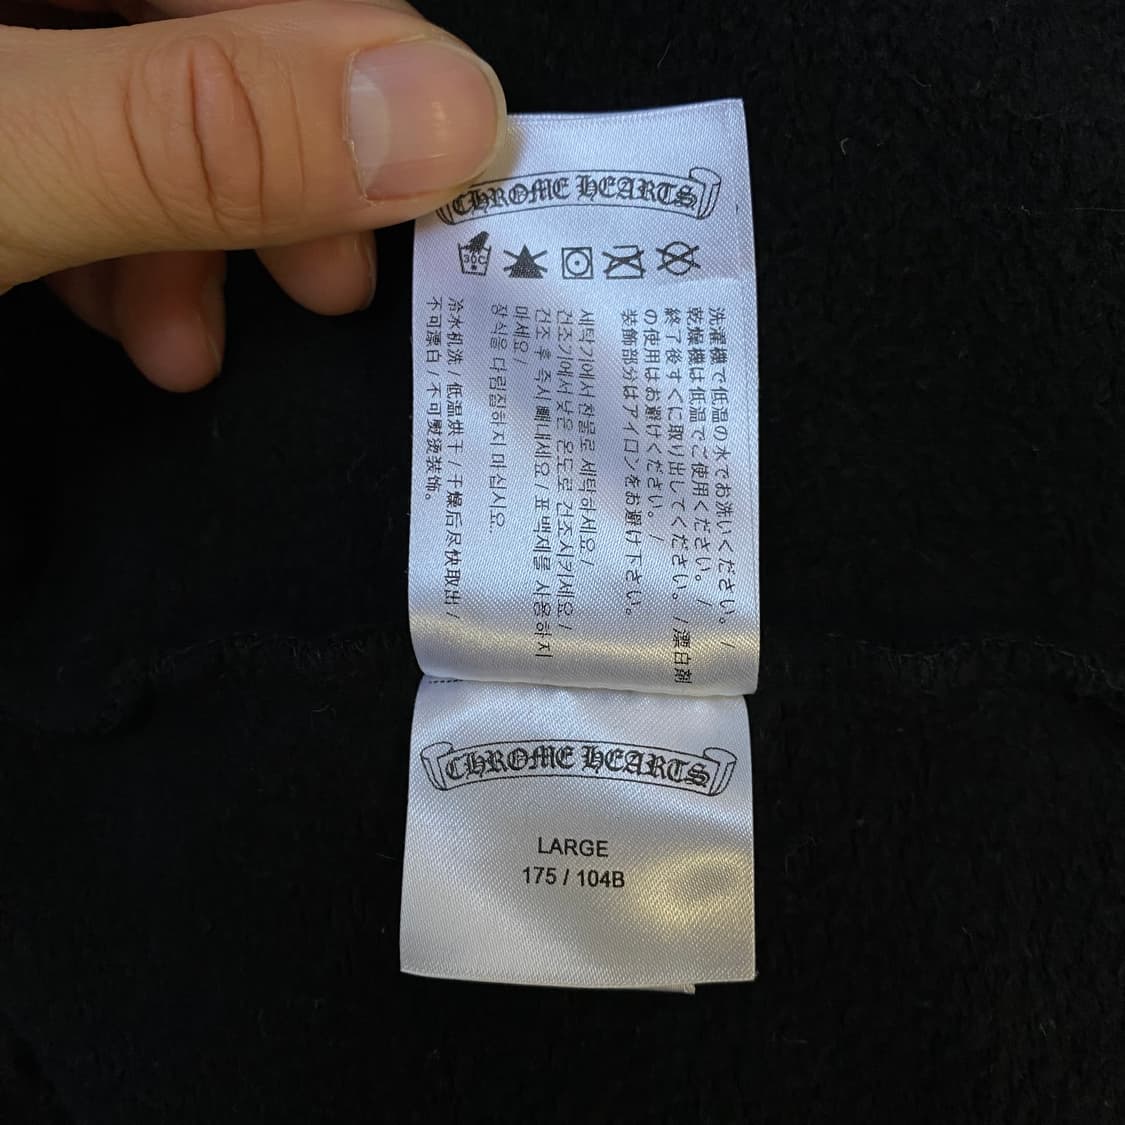 CHROME HEARTS
30C
洗濯機で低温の水でお洗いください。 /
乾燥機は低温でご使用ください。 /
終了後すぐに取り出してください。 / 漂白剤
の使用はお避けください。 /
装飾部分はアイロンをお避け下さい。
세탁기에서 찬물로 세탁하세요 /
건조기에서 낮은 온도로 건조시키세요 /
건조 후 즉시 빼내세요 / 표백제를 사용하지
마세요 /
장식을 다림질하지 마십시오.
冷水机洗 / 低温烘干 / 干燥后尽快取出 /
不可漂白 / 不可熨烫装饰。
CHROME HEARTS
LARGE
175 / 104B